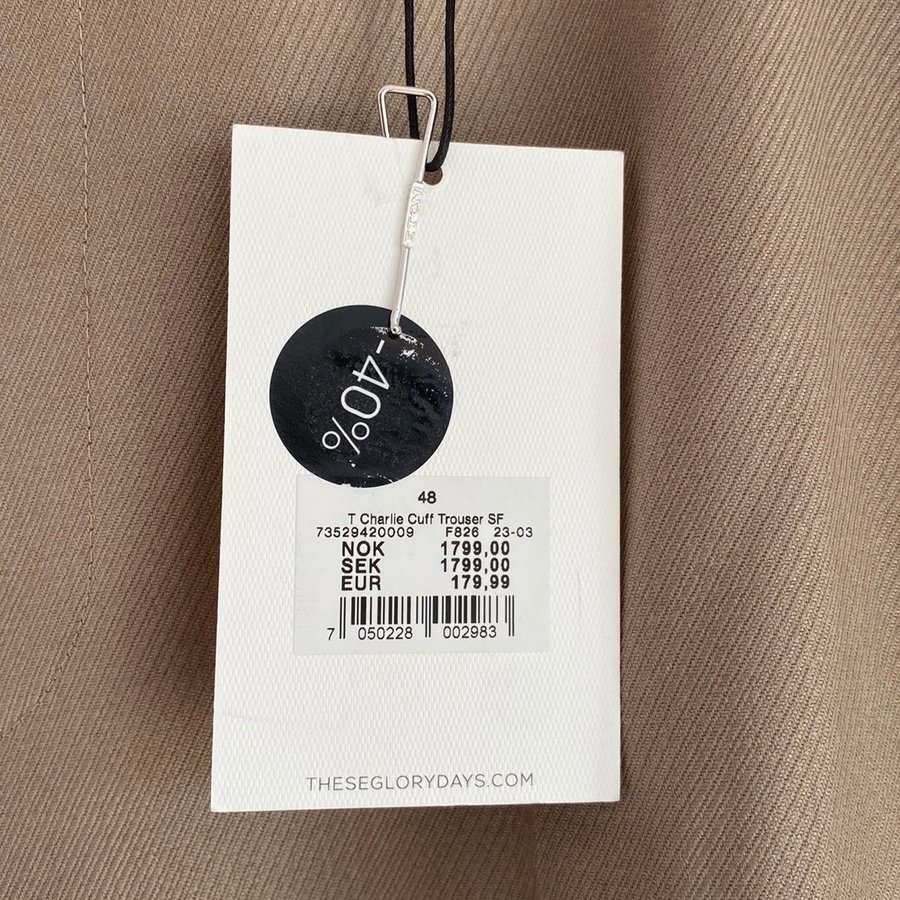 ETON
-40%
48
T Charlie Cuff Trouser SF
73529420009 F826 23-03
NOK 1799,00
SEK 1799,00
EUR 179,99
7 050228 002983
THESEGLORYDAYS.COM